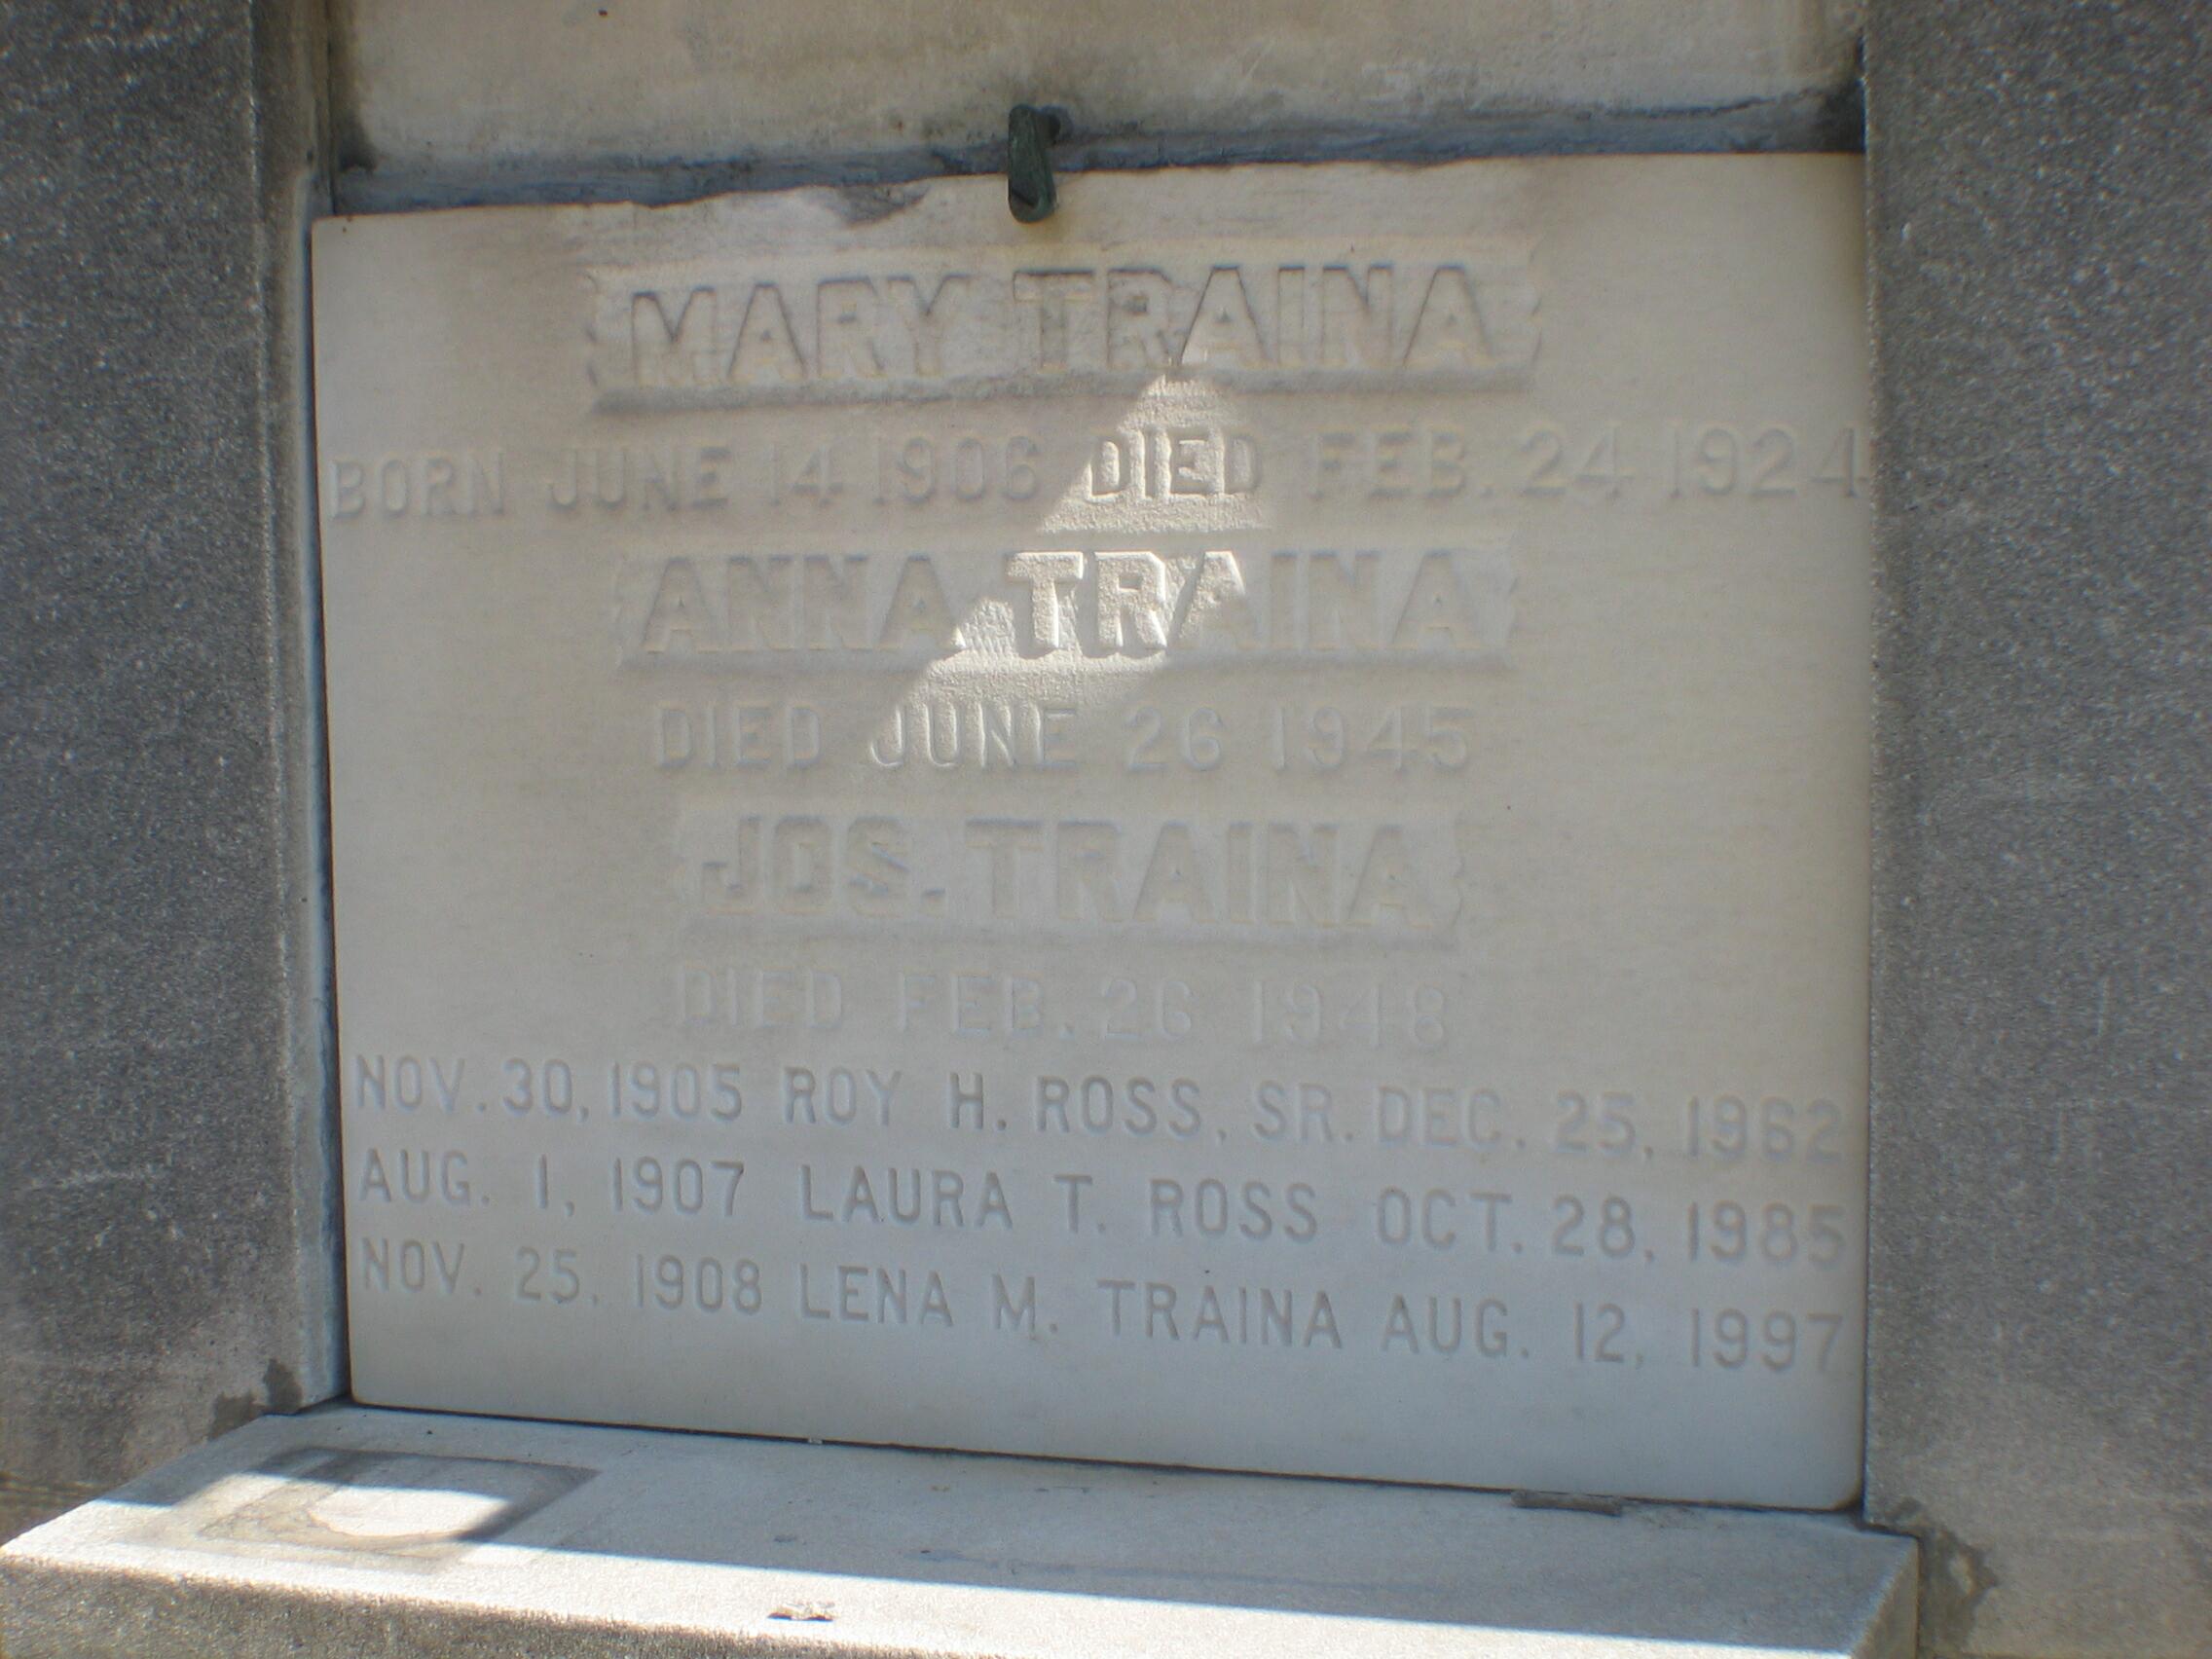 MARY TRAINA
BORN JUNE 14 1906 DIED FEB. 24 1924
ANNA TRAINA
DIED JUNE 26 1945
JOS. TRAINA
DIED FEB. 26 1948
NOV. 30, 1905 ROY H. ROSS, SR. DEC. 25, 1962
AUG. 1, 1907 LAURA T. ROSS OCT. 28, 1985
NOV. 25, 1908 LENA M. TRAINA AUG. 12, 1997